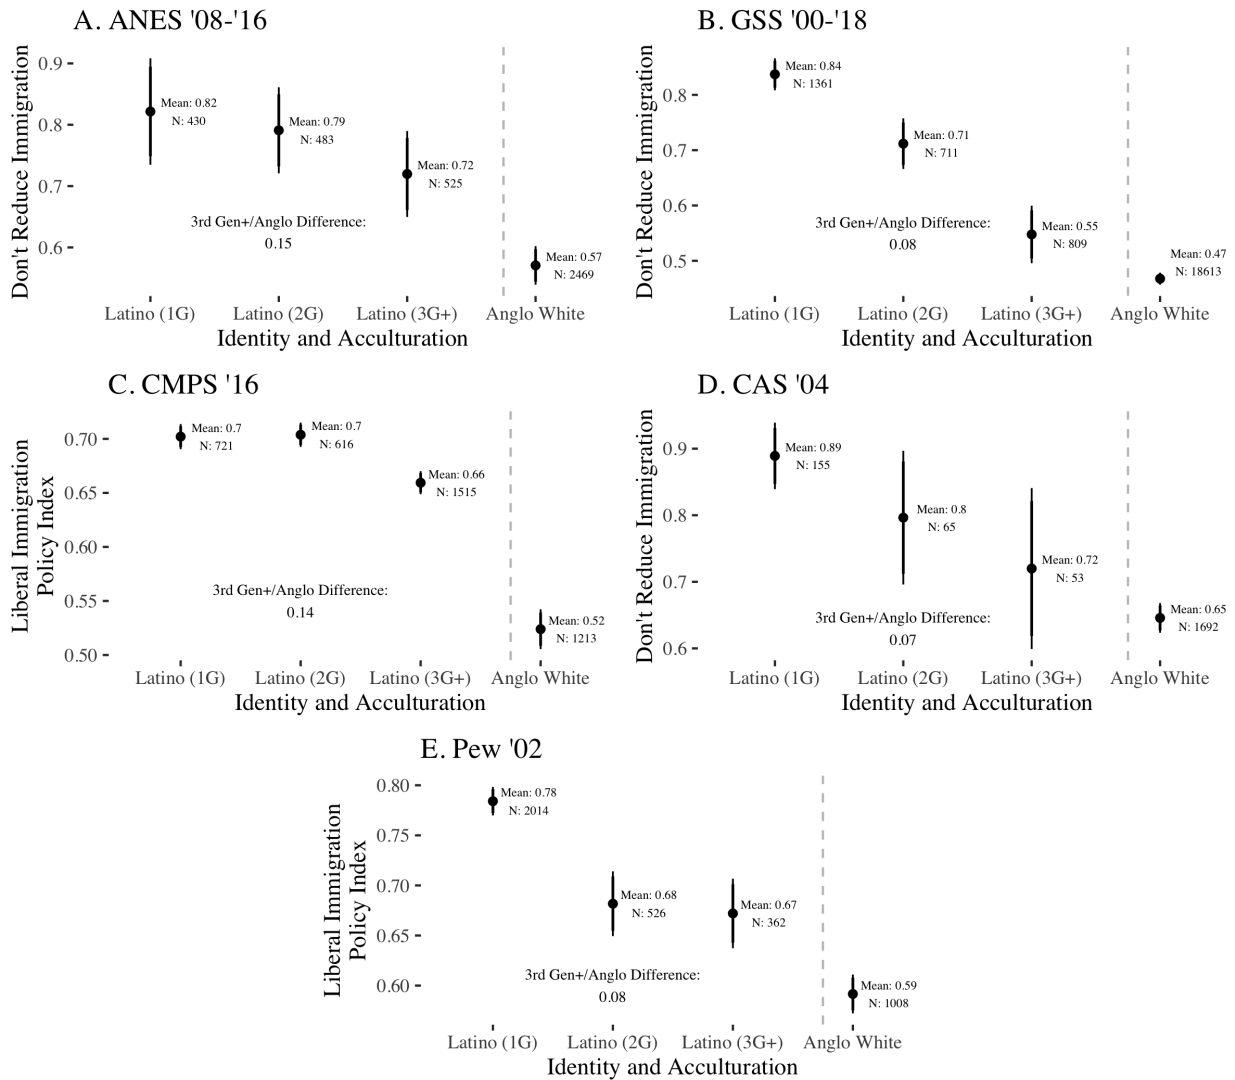 A. ANES '08-'16
Don't Reduce Immigration
0.9
0.8
0.7
0.6
Mean: 0.82
N: 430
Mean: 0.79
N: 483
Mean: 0.72
N: 525
3rd Gen+/Anglo Difference:
0.15
Mean: 0.57
N: 2469
Latino (1G)
Latino (2G)
Latino (3G+)
Anglo White
Identity and Acculturation
B. GSS '00-'18
Don't Reduce Immigration
0.8
0.7
0.6
0.5
Mean: 0.84
N: 1361
Mean: 0.71
N: 711
3rd Gen+/Anglo Difference:
0.08
Mean: 0.55
N: 809
Mean: 0.47
N: 18613
Latino (1G)
Latino (2G)
Latino (3G+)
Anglo White
Identity and Acculturation
C. CMPS '16
Liberal Immigration
Policy Index
0.70
0.65
0.60
0.55
0.50
Mean: 0.7
N: 721
Mean: 0.7
N: 616
Mean: 0.66
N: 1515
3rd Gen+/Anglo Difference:
0.14
Mean: 0.52
N: 1213
Latino (1G)
Latino (2G)
Latino (3G+)
Anglo White
Identity and Acculturation
D. CAS '04
Don't Reduce Immigration
0.9
0.8
0.7
0.6
Mean: 0.89
N: 155
Mean: 0.8
N: 65
Mean: 0.72
N: 53
3rd Gen+/Anglo Difference:
0.07
Mean: 0.65
N: 1692
Latino (1G)
Latino (2G)
Latino (3G+)
Anglo White
Identity and Acculturation
E. Pew '02
Liberal Immigration
Policy Index
0.80
0.75
0.70
0.65
0.60
Mean: 0.78
N: 2014
Mean: 0.68
N: 526
Mean: 0.67
N: 362
3rd Gen+/Anglo Difference:
0.08
Mean: 0.59
N: 1008
Latino (1G)
Latino (2G)
Latino (3G+)
Anglo White
Identity and Acculturation